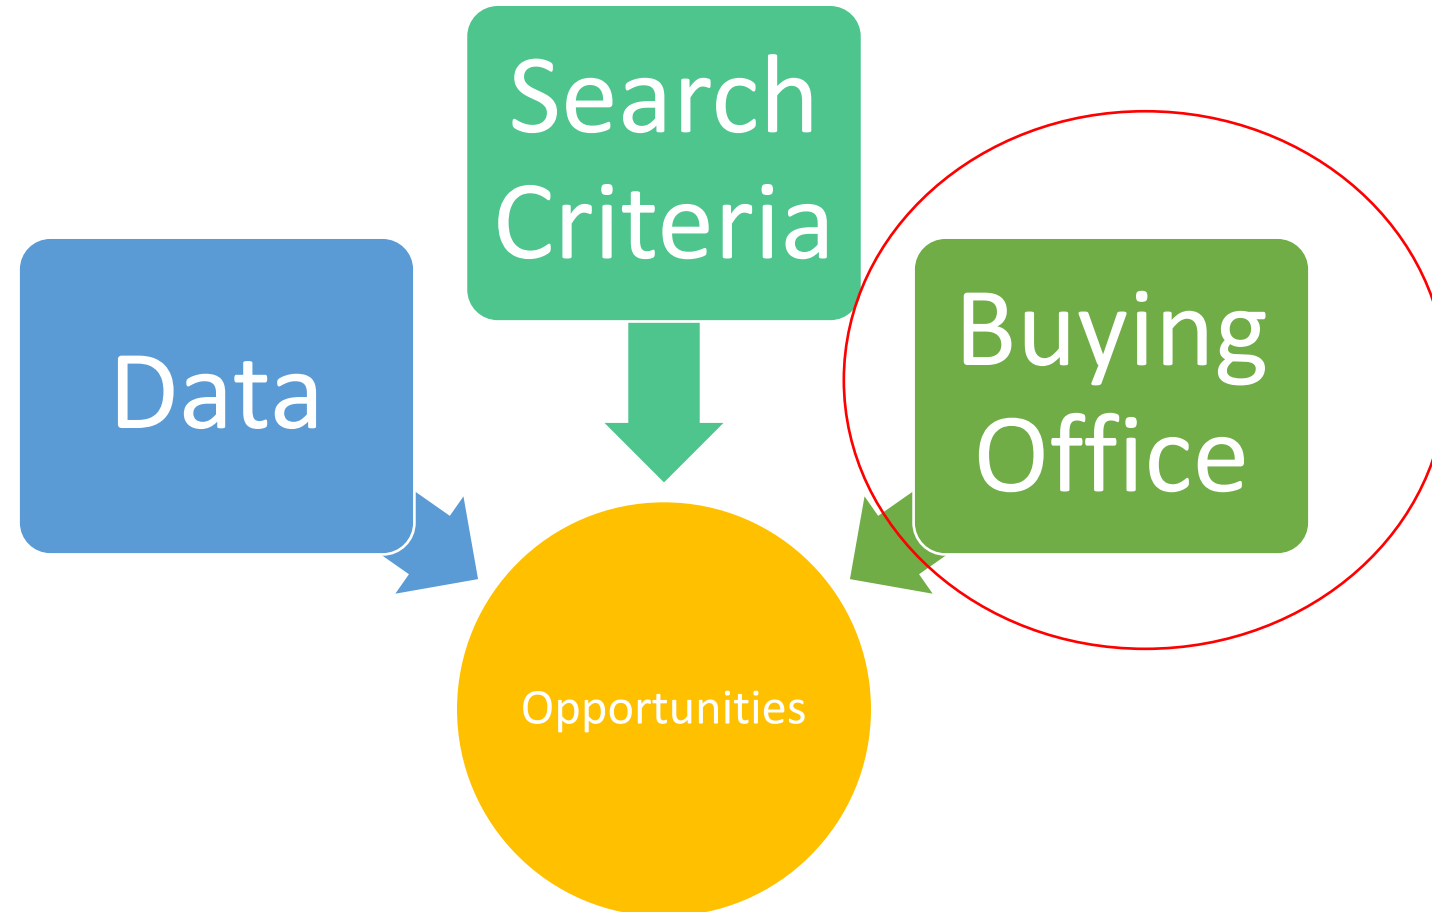 Search
Criteria
Data
Buying
Office
Opportunities